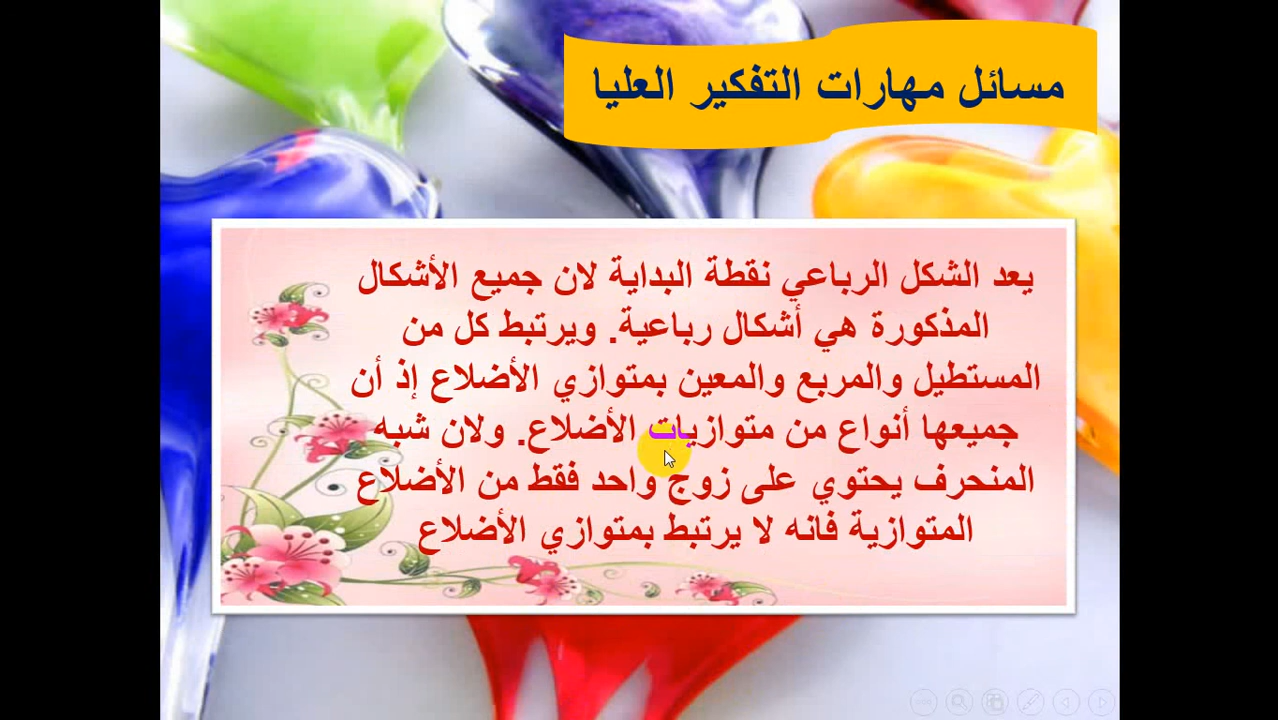 مسائل مهارات التفكير العليا
يعد الشكل الرباعي نقطة البداية لان جميع الأشكال
المذكورة هي أشكال رباعية. ويرتبط كل من
المستطيل والمربع والمعين بمتوازي الأضلاع إذ أن
جميعها أنواع من متوازيات الأضلاع. ولان شبه
المنحرف يحتوي على زوج واحد فقط من الأضلاع
المتوازية فانه لا يرتبط بمتوازي الأضلاع